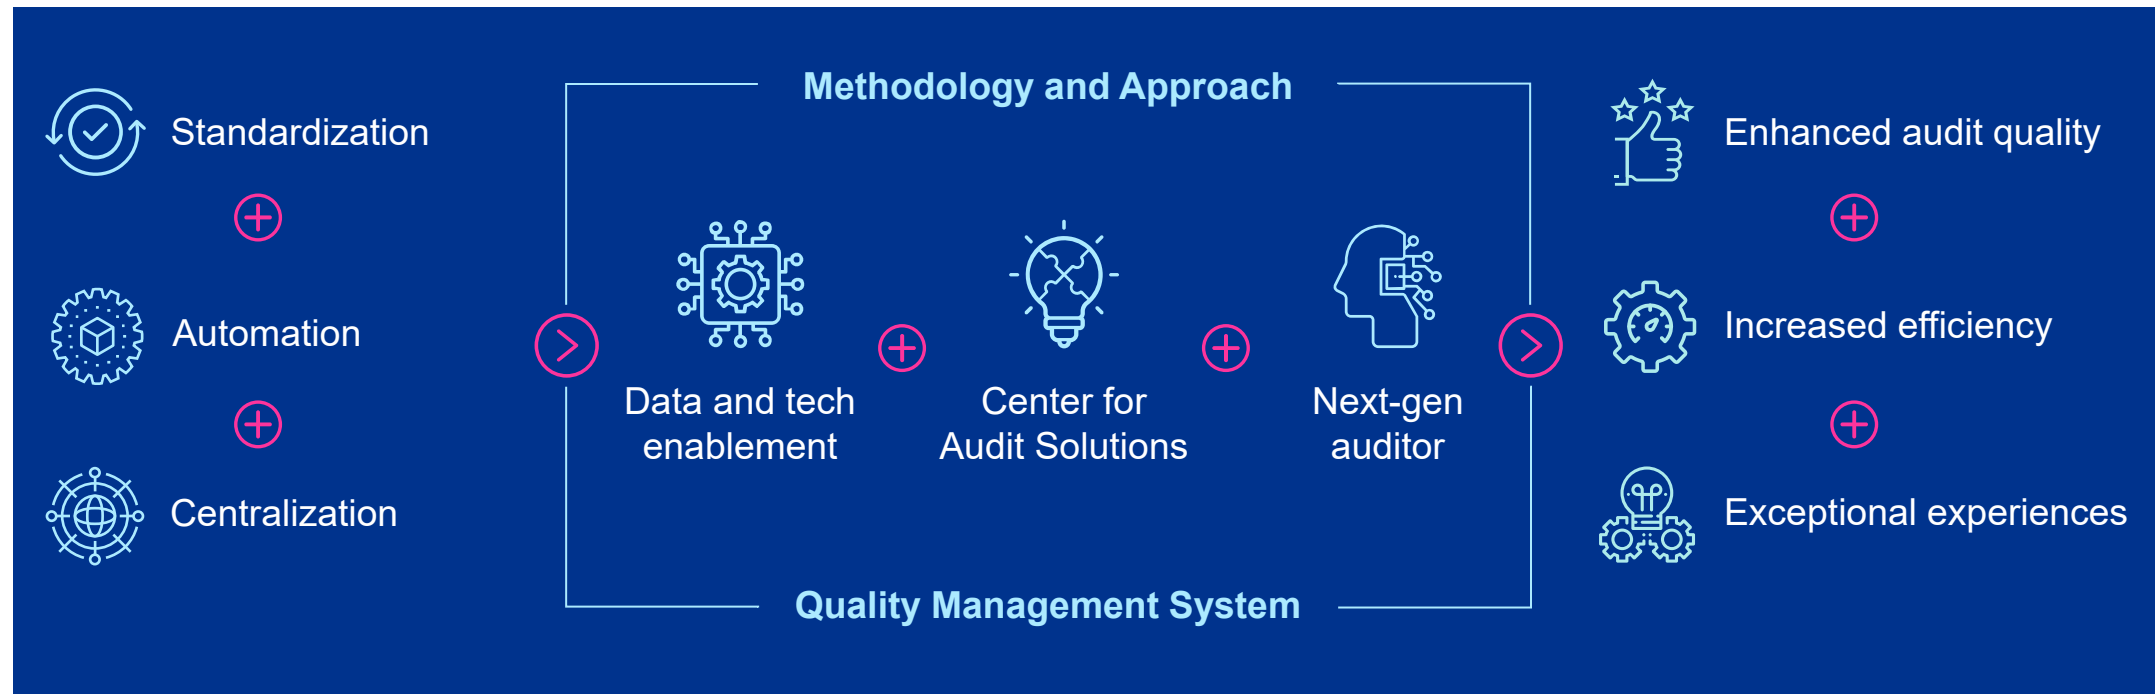 Standardization
Automation
Centralization
Methodology and Approach
Data and tech
enablement
Center for
Audit Solutions
Next-gen
auditor
Quality Management System
Enhanced audit quality
Increased efficiency
Exceptional experiences